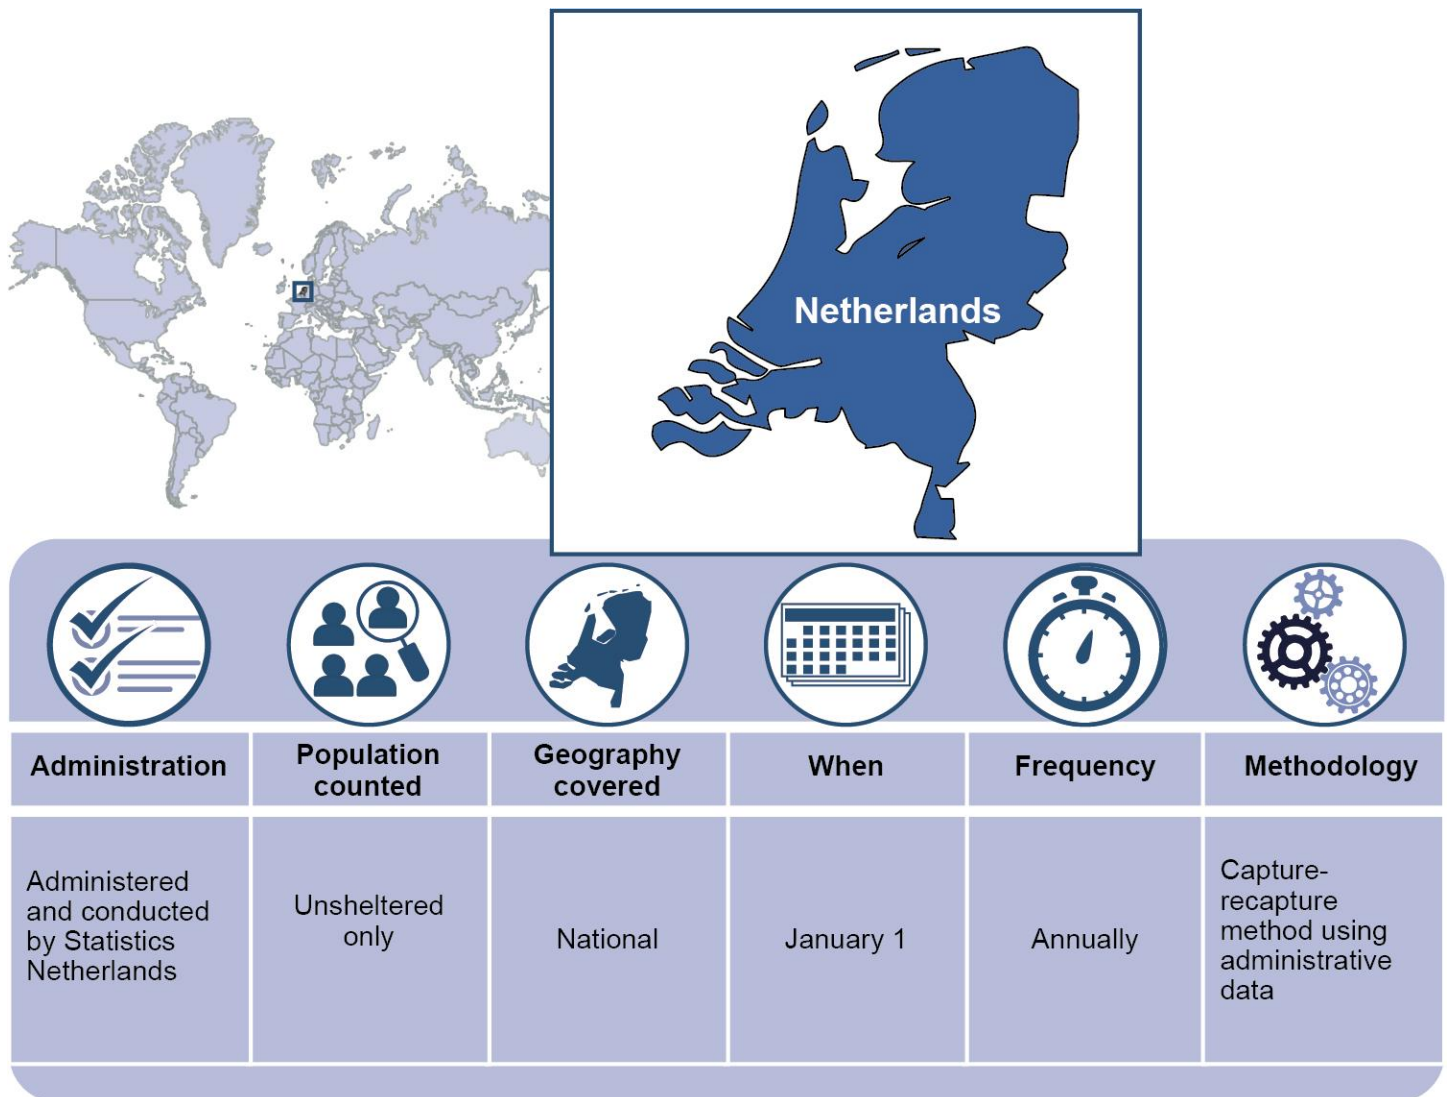 Netherlands
Administration
Population
counted
Geography
covered
When
Frequency
Methodology
Administered
and conducted
by Statistics
Netherlands
Unsheltered
only
National
January 1
Annually
Capture-
recapture
method using
administrative
data